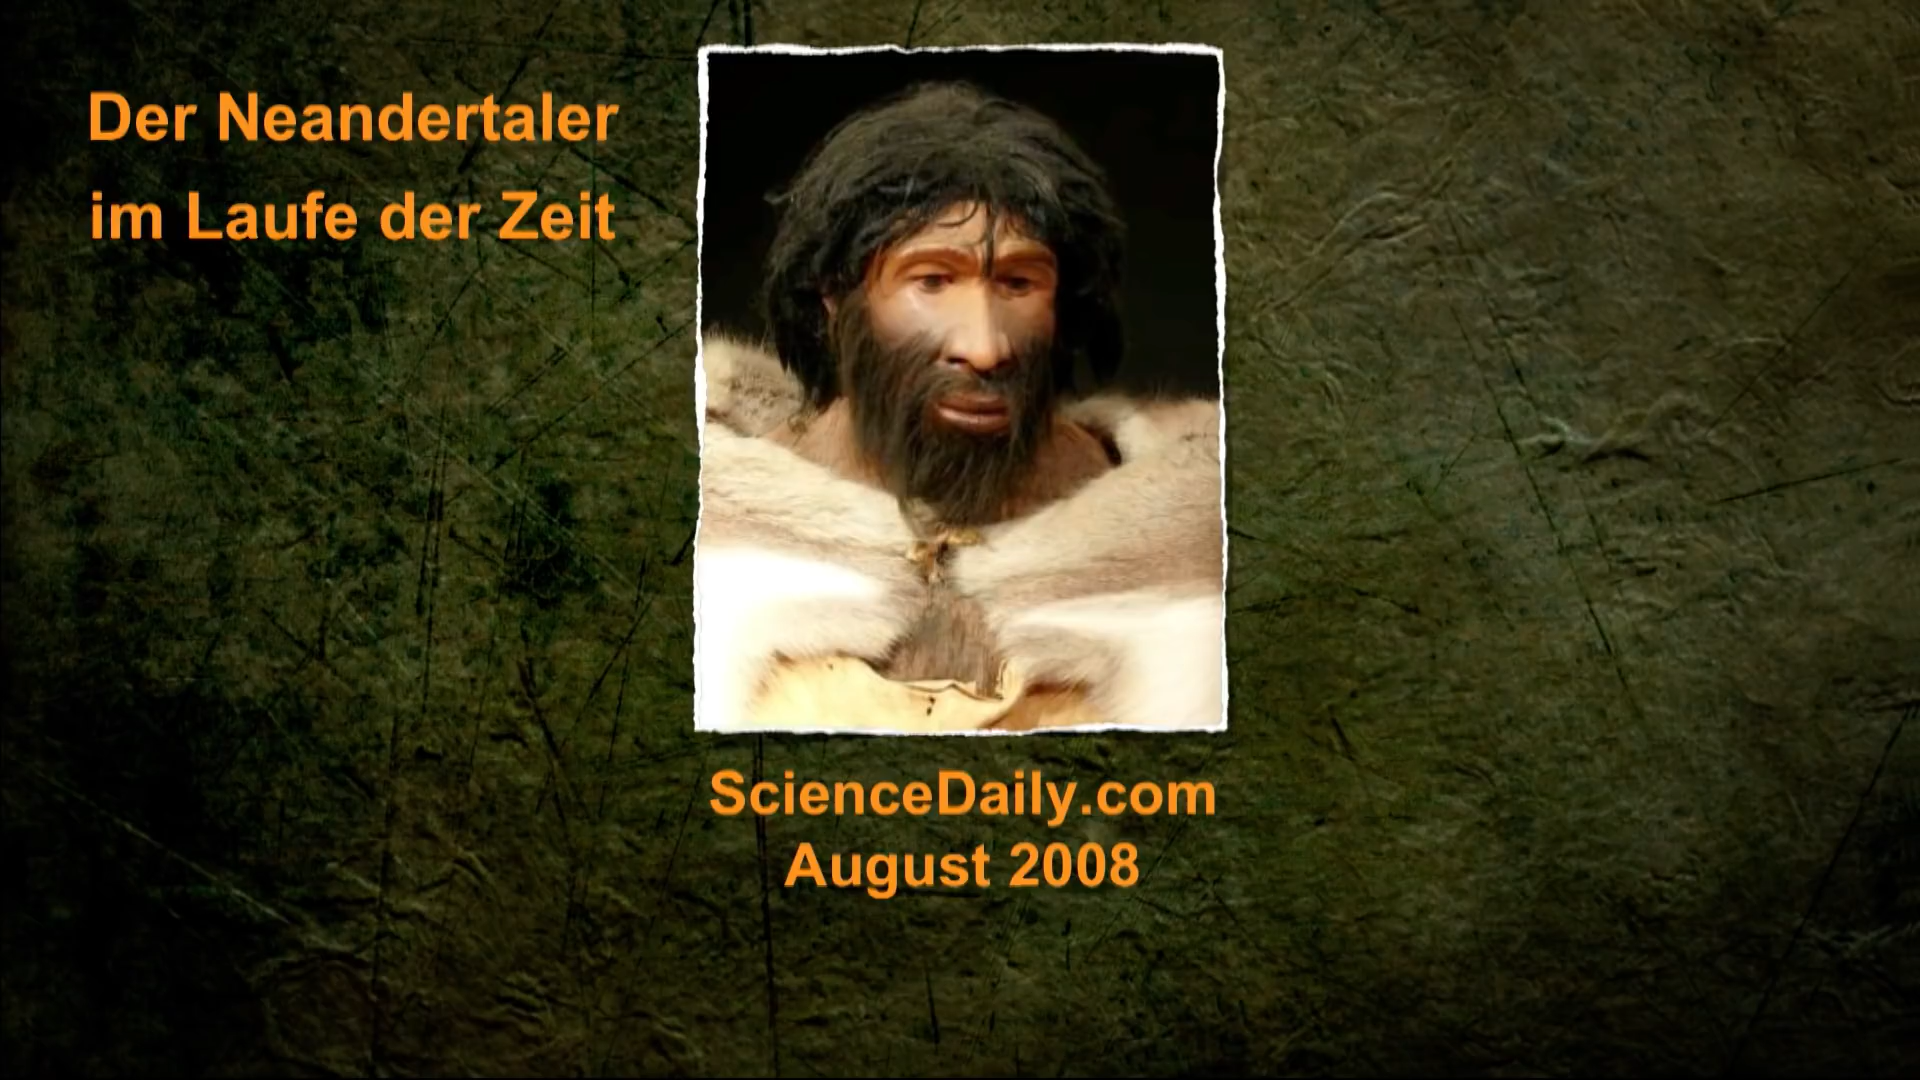 Der Neandertaler
im Laufe der Zeit
ScienceDaily.com
August 2008